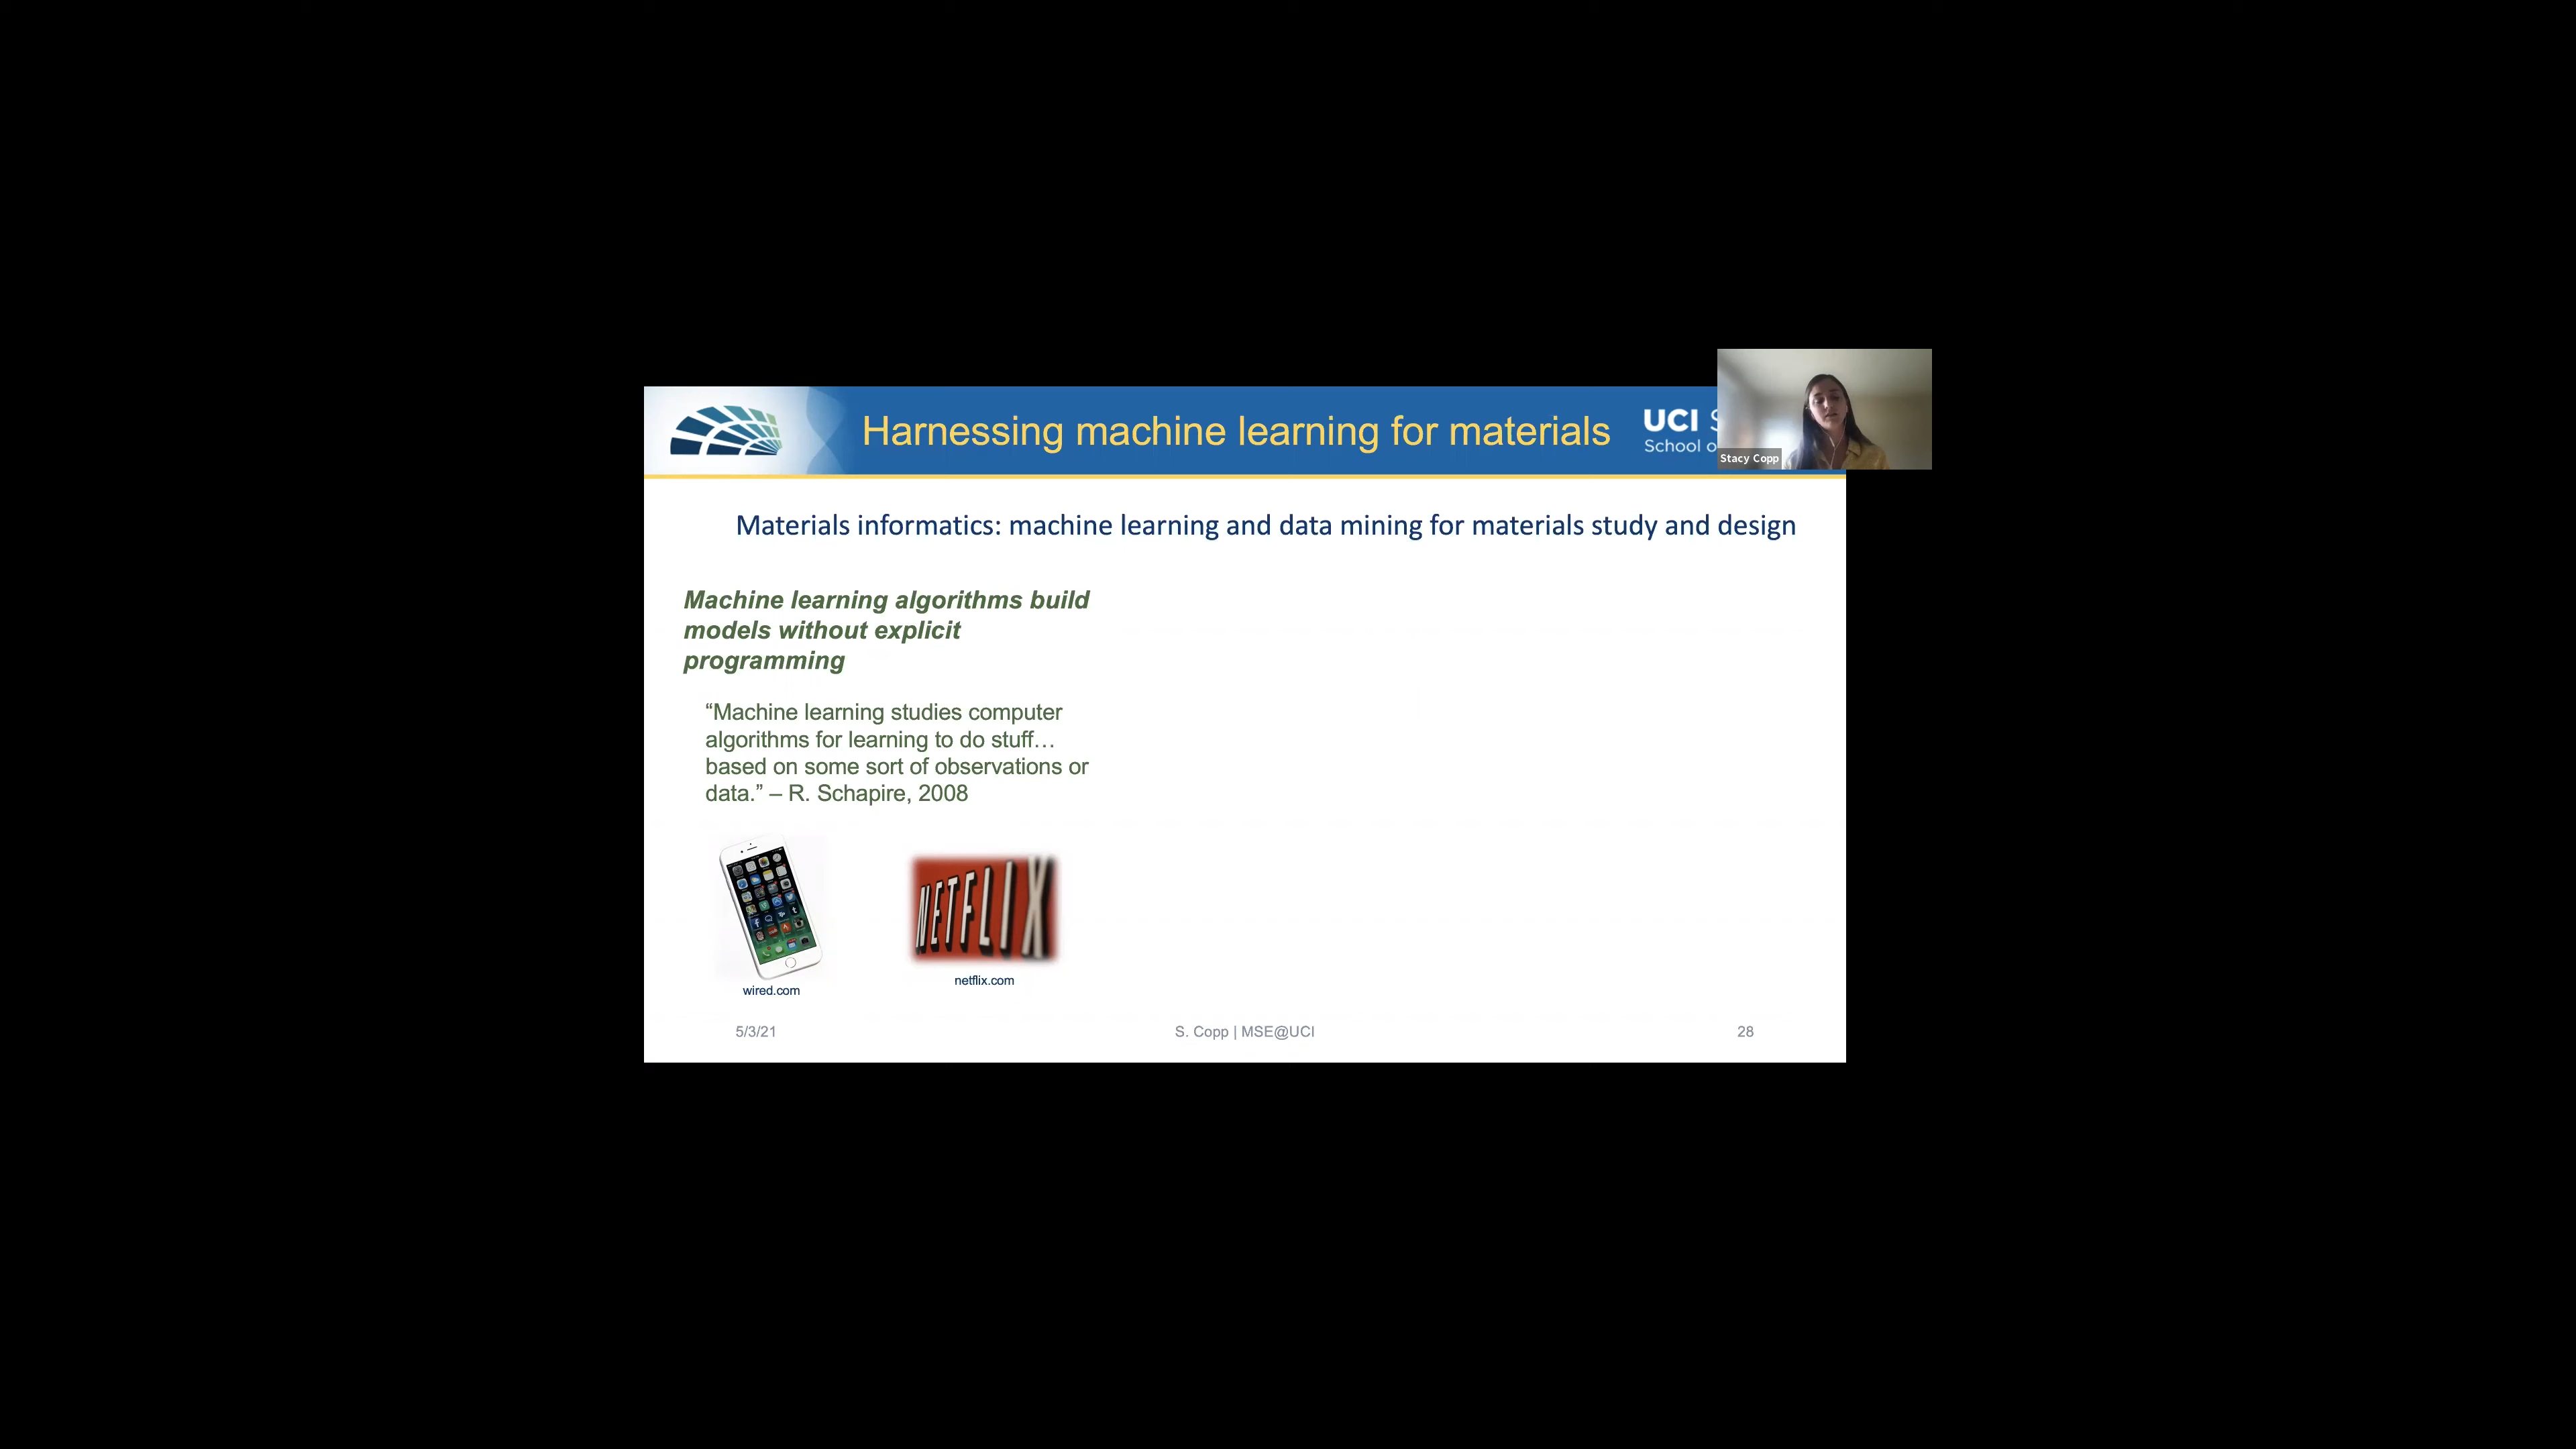 Harnessing machine learning for materials
UCI S
School o
Stacy Copp
Materials informatics: machine learning and data mining for materials study and design
Machine learning algorithms build
models without explicit
programming
“Machine learning studies computer
algorithms for learning to do stuff…
based on some sort of observations or
data.” – R. Schapire, 2008
NETFLIX
wired.com
netflix.com
5/3/21
S. Copp | MSE@UCI
28